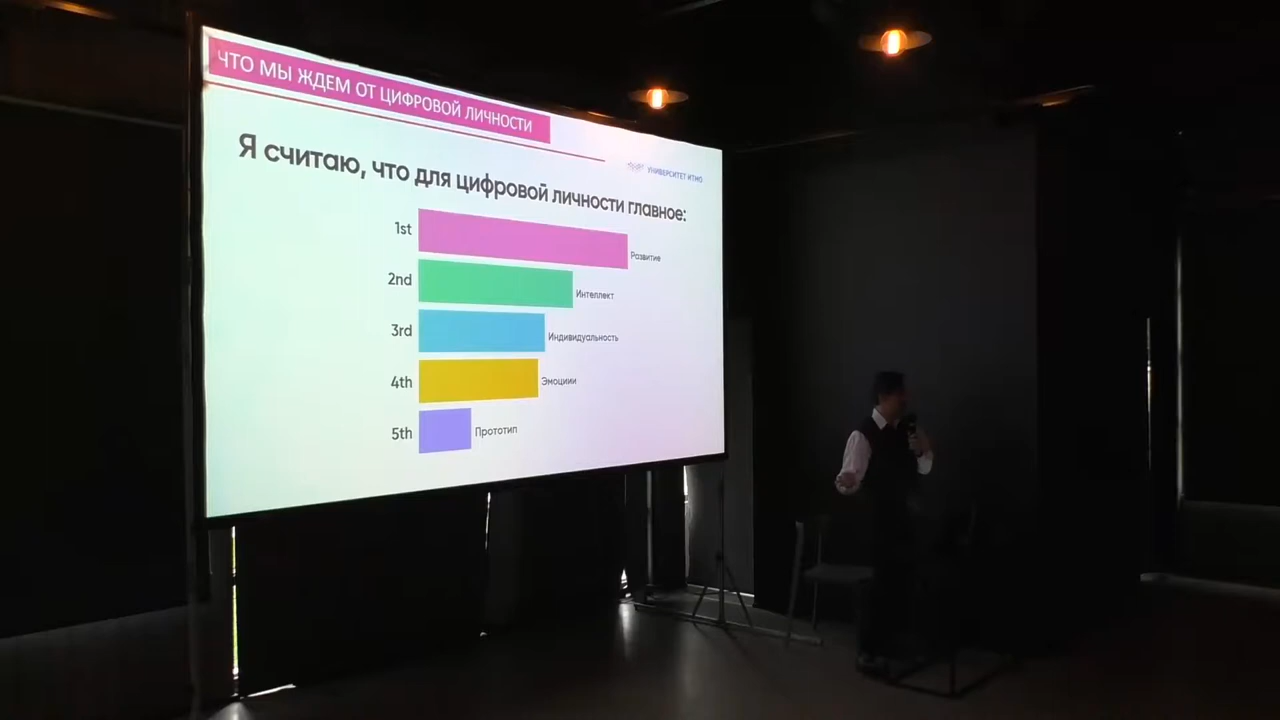 ЧТО МЫ ЖДЕМ ОТ ЦИФРОВОЙ ЛИЧНОСТИ
УНИВЕРСИТЕТ ИТМО
Я считаю, что для цифровой личности главное:
1st
Развитие
2nd
Интеллект
3rd
Индивидуальность
4th
Эмоциии
5th
Прототип